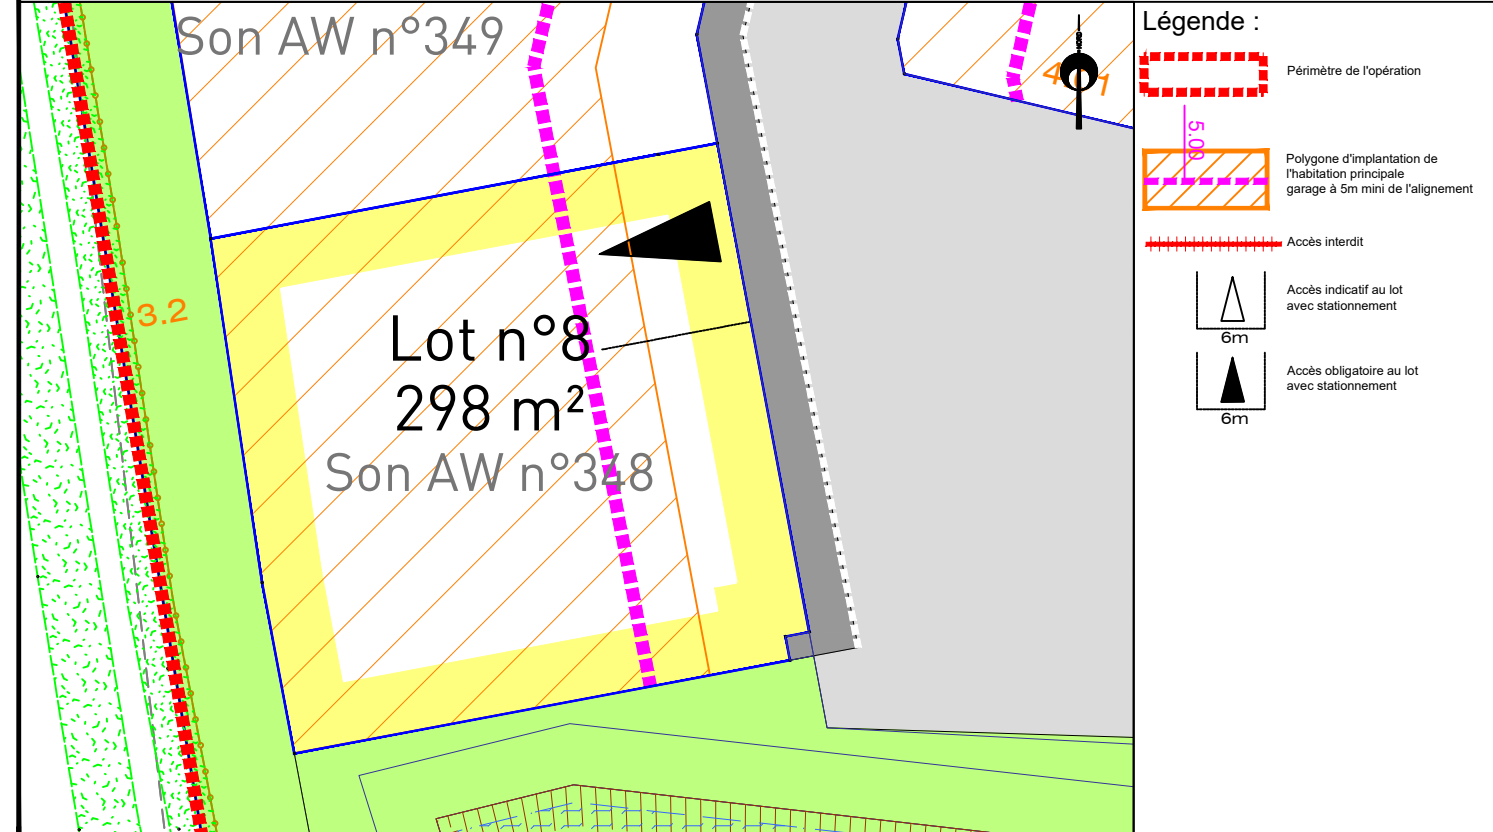 Son AW n°349
3.2
Lot n°8
298 m²
Son AW n°348
NORD
Légende :
Périmètre de l'opération
5.00
Polygone d'implantation de
l'habitation principale
garage à 5m mini de l'alignement
Accès interdit
Accès indicatif au lot
avec stationnement
6m
Accès obligatoire au lot
avec stationnement
6m